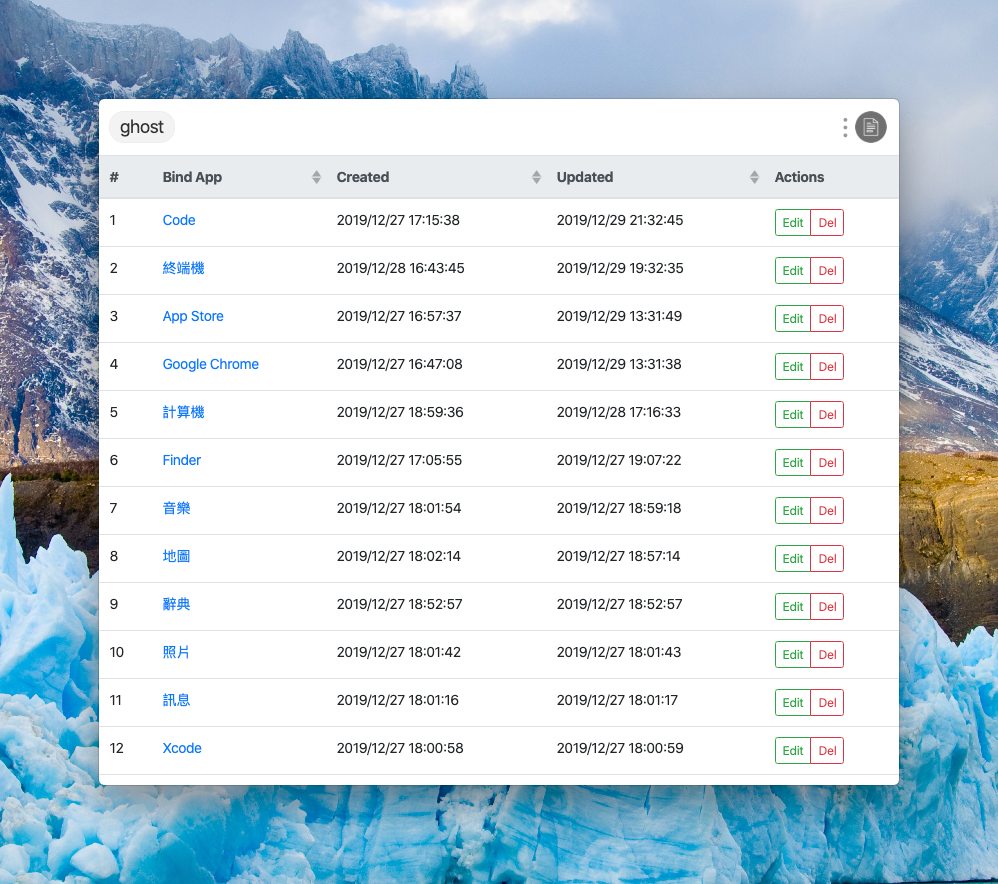 ghost
# Bind App Created Updated Actions
1 Code 2019/12/27 17:15:38 2019/12/29 21:32:45 Edit Del
2 終端機 2019/12/28 16:43:45 2019/12/29 19:32:35 Edit Del
3 App Store 2019/12/27 16:57:37 2019/12/29 13:31:49 Edit Del
4 Google Chrome 2019/12/27 16:47:08 2019/12/29 13:31:38 Edit Del
5 計算機 2019/12/27 18:59:36 2019/12/28 17:16:33 Edit Del
6 Finder 2019/12/27 17:05:55 2019/12/27 19:07:22 Edit Del
7 音樂 2019/12/27 18:01:54 2019/12/27 18:59:18 Edit Del
8 地圖 2019/12/27 18:02:14 2019/12/27 18:57:14 Edit Del
9 辭典 2019/12/27 18:52:57 2019/12/27 18:52:57 Edit Del
10 照片 2019/12/27 18:01:42 2019/12/27 18:01:43 Edit Del
11 訊息 2019/12/27 18:01:16 2019/12/27 18:01:17 Edit Del
12 Xcode 2019/12/27 18:00:58 2019/12/27 18:00:59 Edit Del